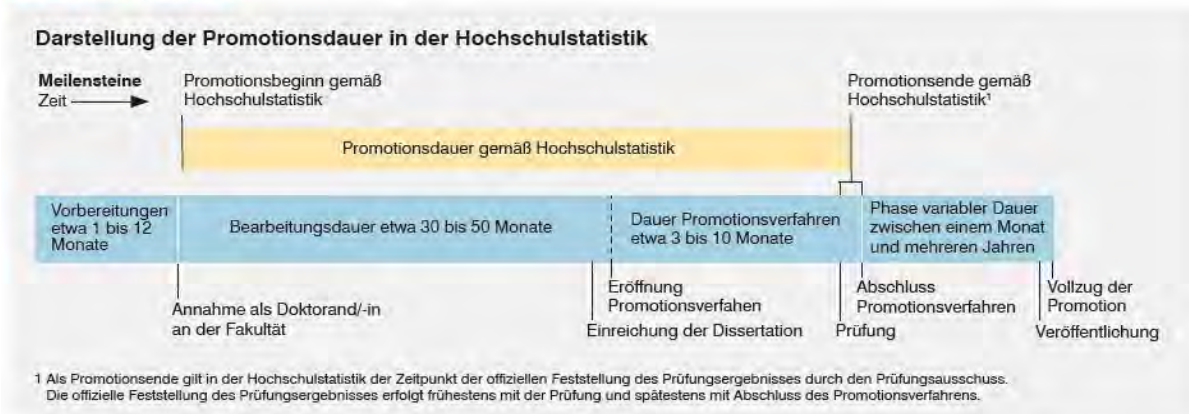 Darstellung der Promotionsdauer in der Hochschulstatistik
Meilensteine
Zeit
Promotionsbeginn gemäß
Hochschulstatistik
Promotionsende gemäß
Hochschulstatistik¹
Promotionsdauer gemäß Hochschulstatistik
Vorbereitungen
etwa 1 bis 12
Monate
Bearbeitungsdauer etwa 30 bis 50 Monate
Dauer Promotionsverfahren
etwa 3 bis 10 Monate
Phase variabler Dauer
zwischen einem Monat
und mehreren Jahren
Annahme als Doktorand/-in
an der Fakultät
Eröffnung
Promotionsverfahen
Einreichung der Dissertation
Abschluss
Promotionsverfahren
Prüfung
Vollzug der
Promotion
Veröffentlichung
1 Als Promotionsende gilt in der Hochschulstatistik der Zeitpunkt der offiziellen Feststellung des Prüfungsergebnisses durch den Prüfungsausschuss.
Die offizielle Feststellung des Prüfungsergebnisses erfolgt frühestens mit der Prüfung und spätestens mit Abschluss des Promotionsverfahrens.